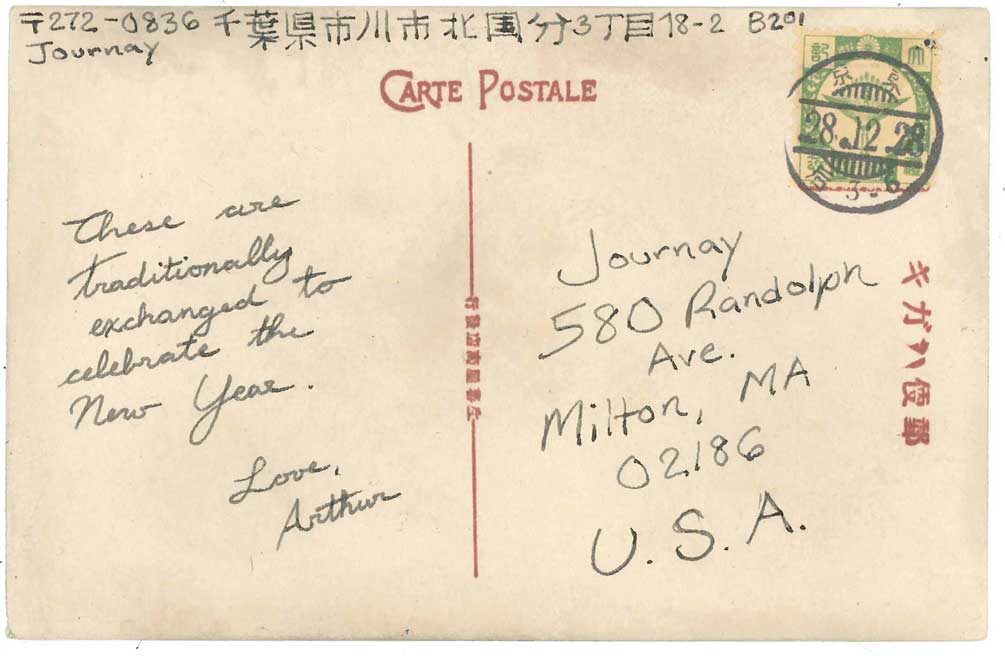 〒272-0836 千葉県市川市北国分3丁目18-2 B201
Journay
CARTE POSTALE
28.12.28
3-6
These are
traditionally
exchanged to
celebrate the
New Year.
Love,
Arthur
Journay
580 Randolph
Ave.
Milton, MA
02186
U.S.A.
郵便ハガキ